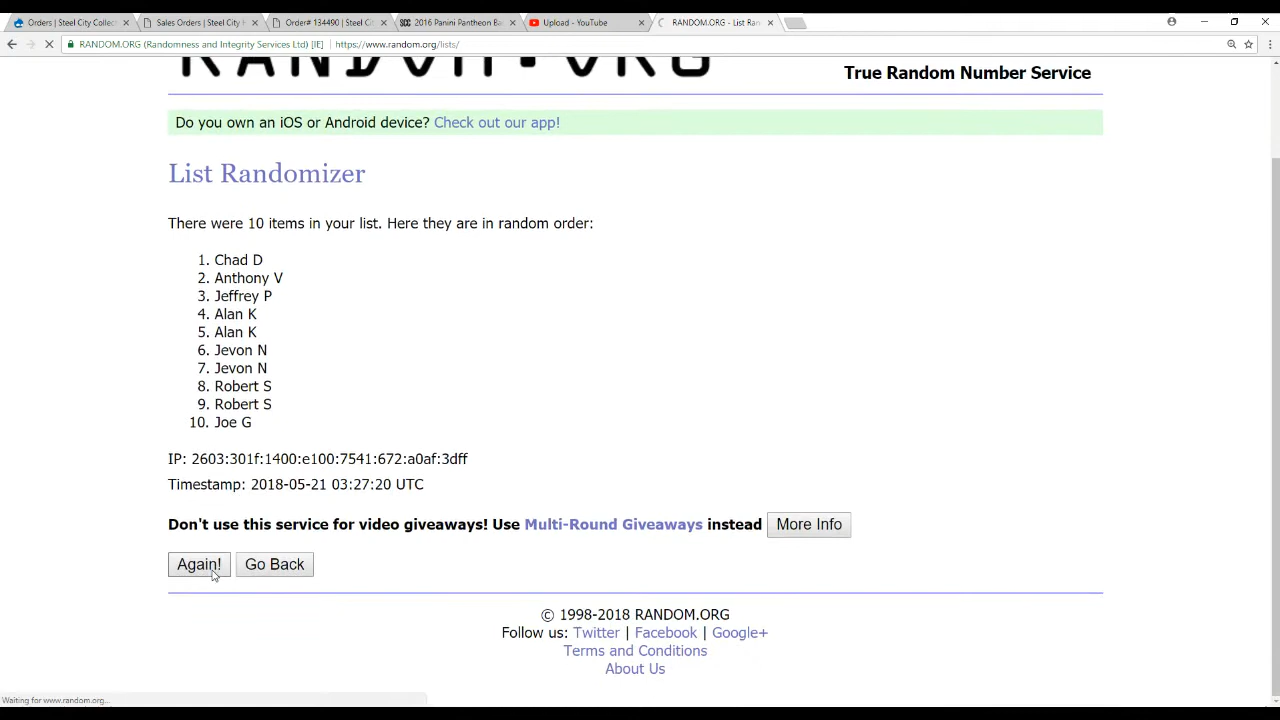 Orders | Steel City Collect
Sales Orders | Steel City
Order# 134490 | Steel Ci
2016 Panini Pantheon Ba
Upload - YouTube
RANDOM.ORG - List Ran
RANDOM.ORG (Randomness and Integrity Services Ltd) [IE] | https://www.random.org/lists/
RANDOM.ORG
True Random Number Service
Do you own an iOS or Android device? Check out our app!
List Randomizer
There were 10 items in your list. Here they are in random order:
1. Chad D
2. Anthony V
3. Jeffrey P
4. Alan K
5. Alan K
6. Jevon N
7. Jevon N
8. Robert S
9. Robert S
10. Joe G
IP: 2603:301f:1400:e100:7541:672:a0af:3dff
Timestamp: 2018-05-21 03:27:20 UTC
Don't use this service for video giveaways! Use Multi-Round Giveaways instead More Info
Again! Go Back
© 1998-2018 RANDOM.ORG
Follow us: Twitter | Facebook | Google+
Terms and Conditions
About Us
Waiting for www.random.org...